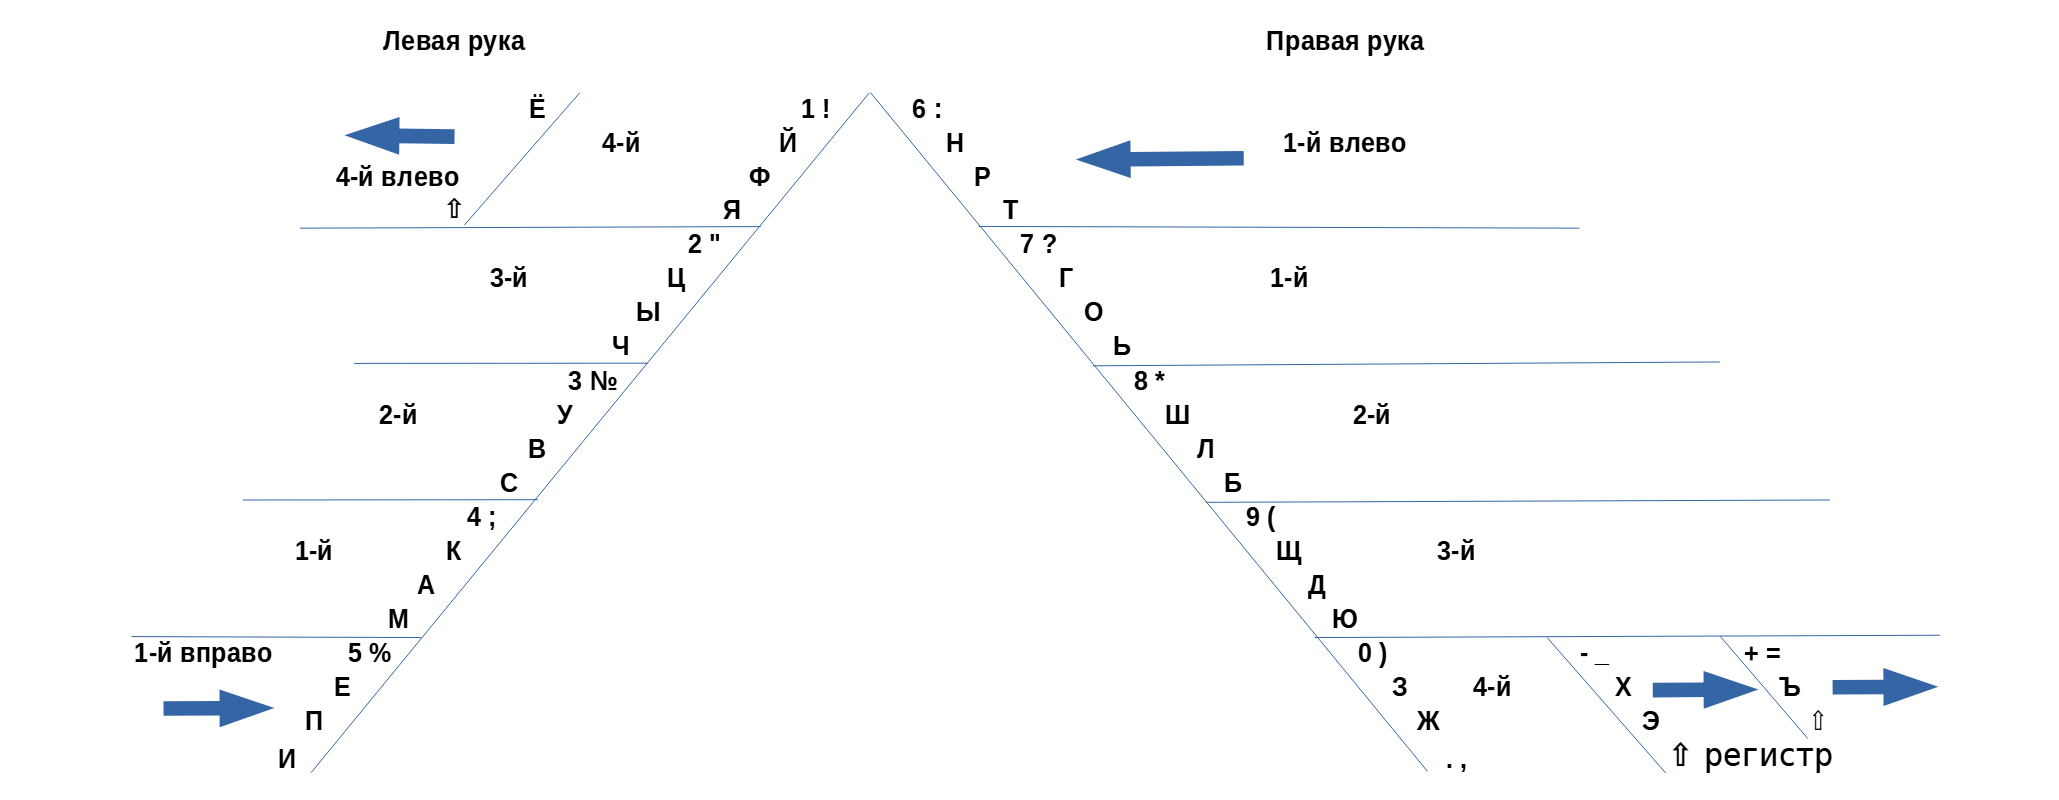 Левая рука Правая рука
Ё 1 ! 6 :
4-й Й Н 1-й влево
4-й влево Ф Р
⇧ Я Т
2 " 7 ?
3-й Ц Г 1-й
Ы О
Ч Ь
3 № 8 *
2-й У Ш 2-й
В Л
С Б
4 ; 9 (
1-й К Щ 3-й
А Д
М Ю
1-й вправо 5 % 0 ) - _ + =
Е З 4-й Х Ъ
П Ж Э ⇧
И . , ⇧ регистр